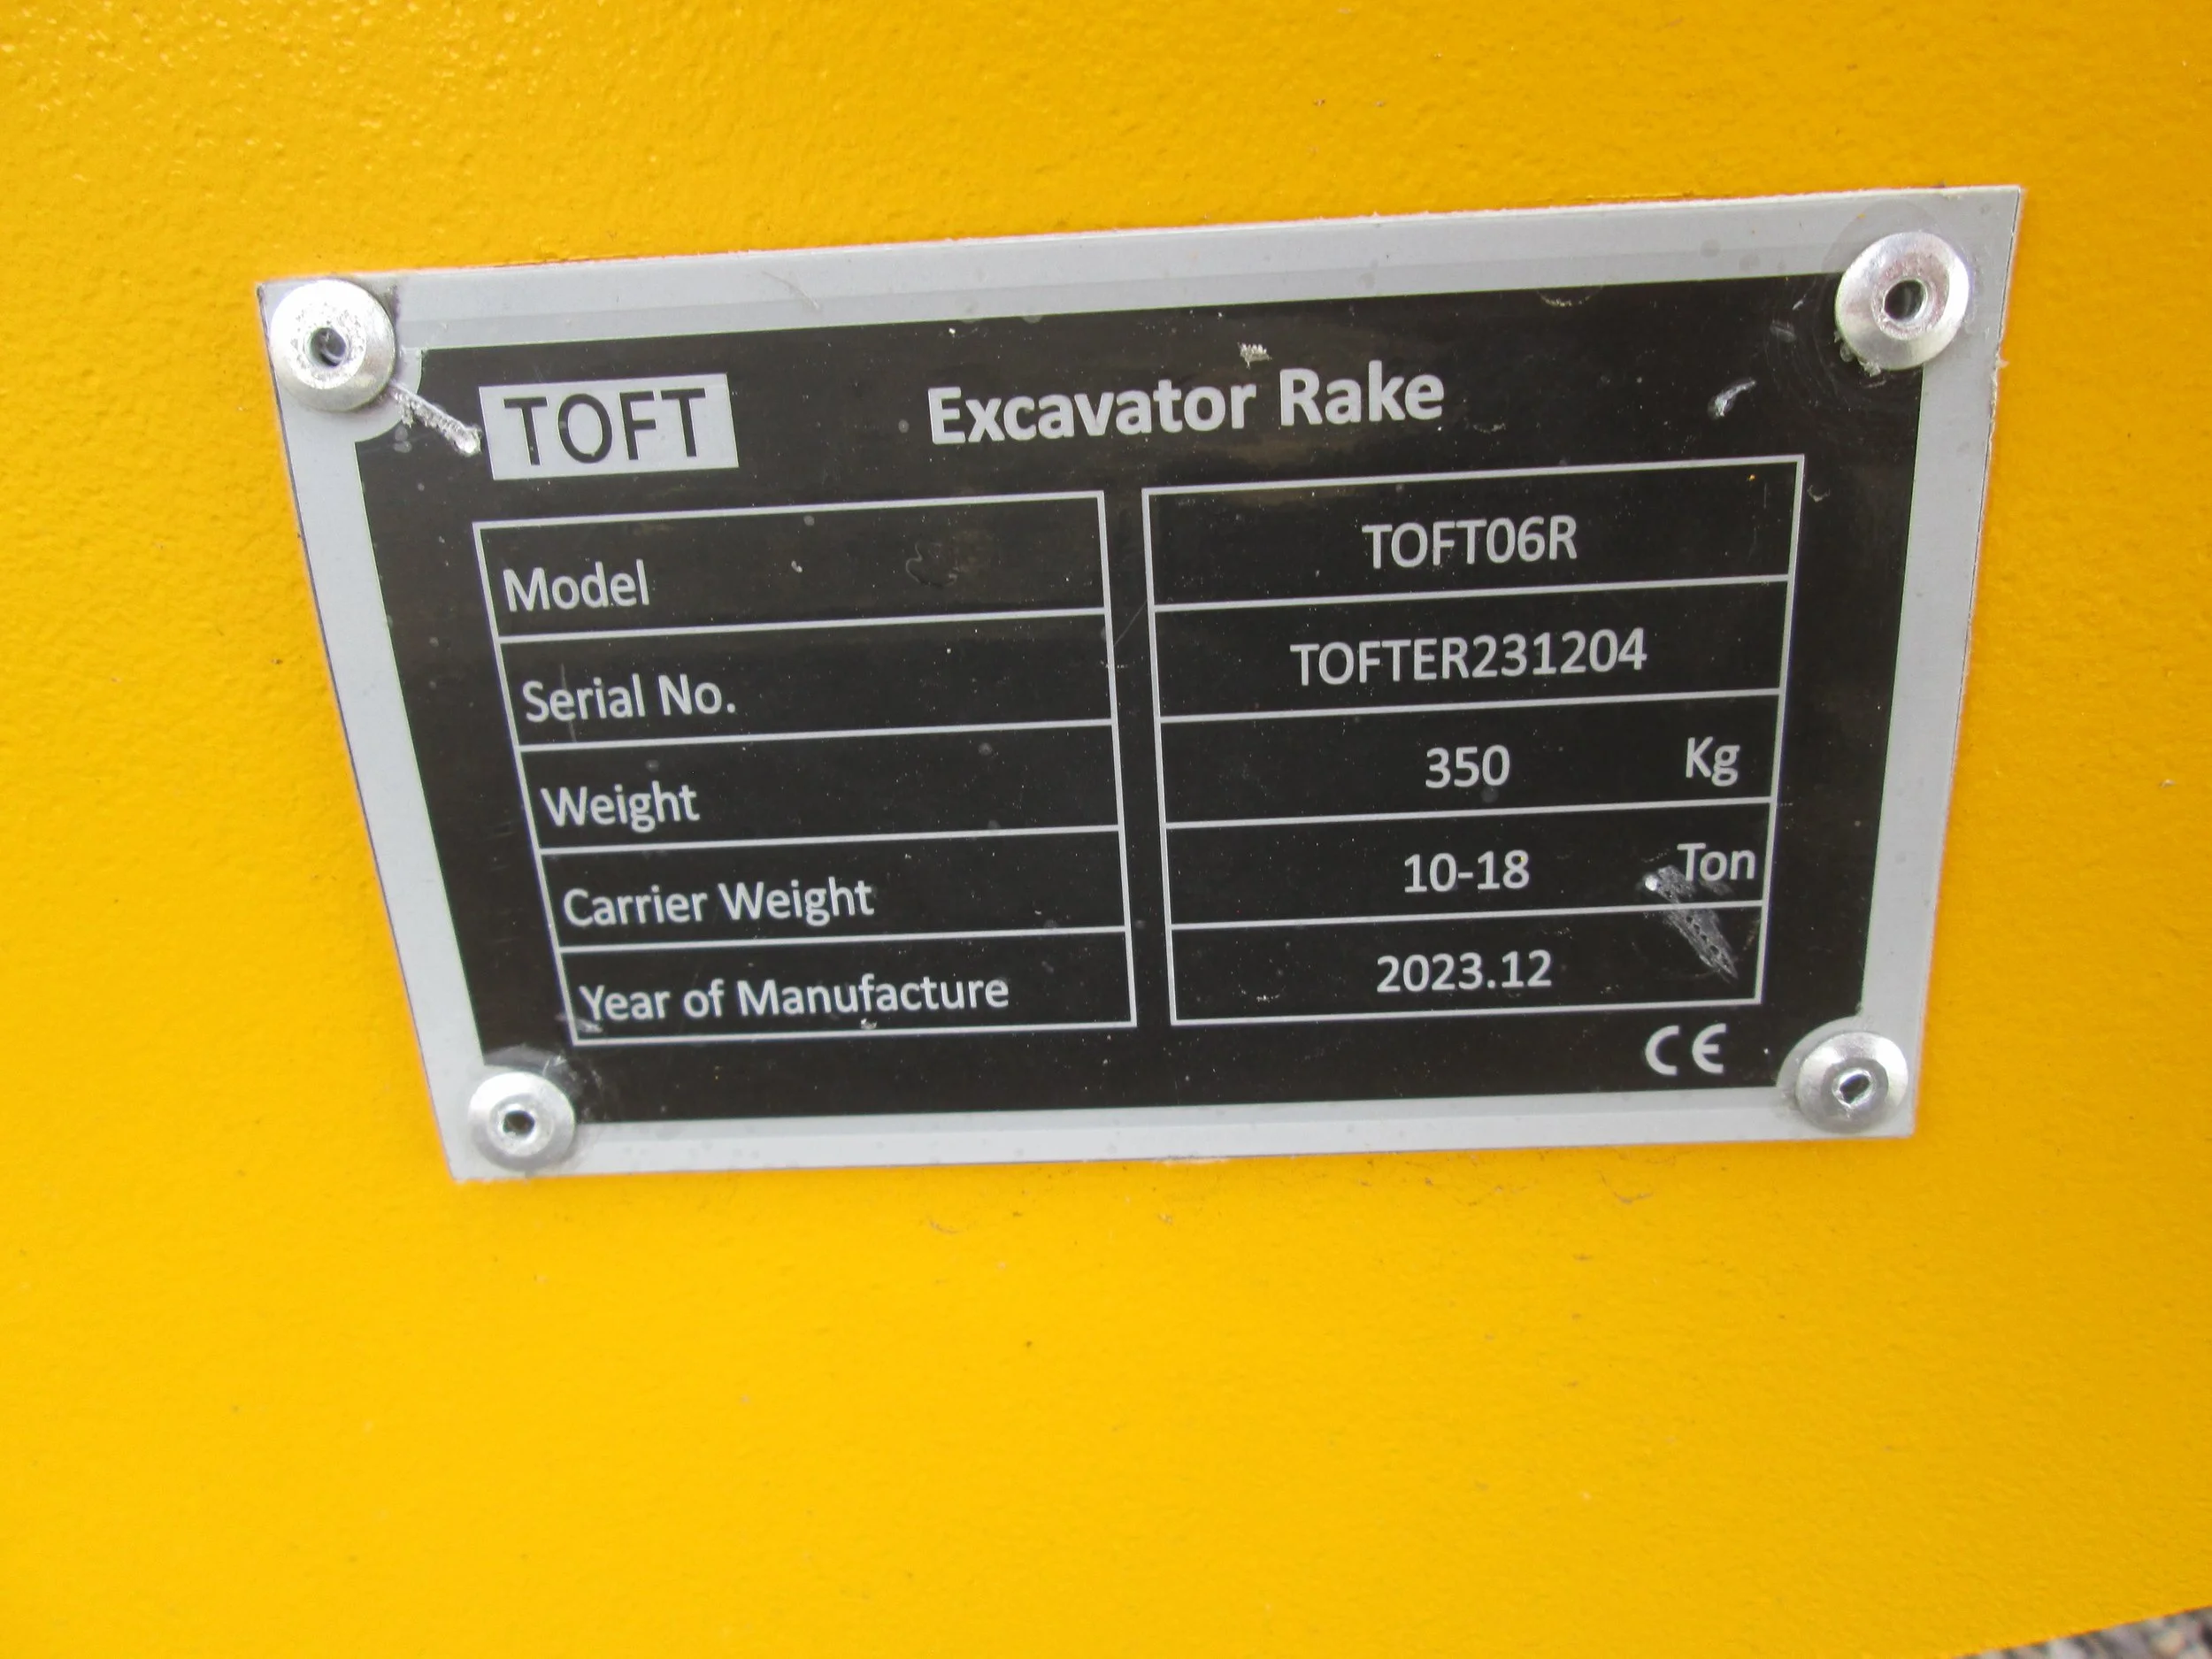 TOFT Excavator Rake
Model TOFT06R
Serial No. TOFTER231204
Weight 350 Kg
Carrier Weight 10-18 Ton
Year of Manufacture 2023.12
CE